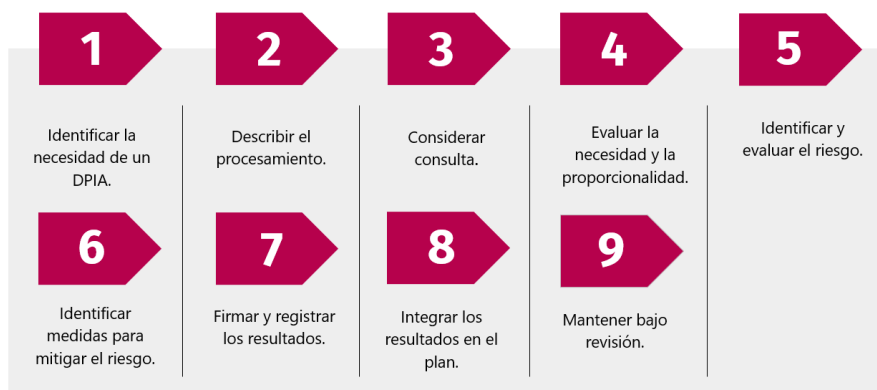 1
Identificar la
necesidad de un
DPIA.
2
Describir el
procesamiento.
3
Considerar
consulta.
4
Evaluar la
necesidad y la
proporcionalidad.
5
Identificar y
evaluar el riesgo.
6
Identificar
medidas para
mitigar el riesgo.
7
Firmar y registrar
los resultados.
8
Integrar los
resultados en el
plan.
9
Mantener bajo
revisión.